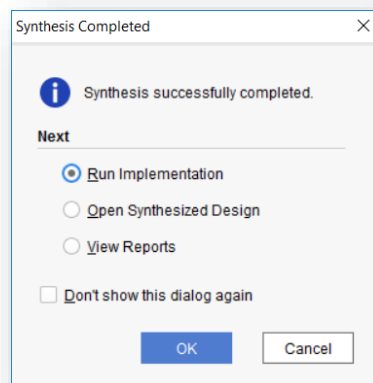 Synthesis Completed
Synthesis successfully completed.
Next
Run Implementation
Open Synthesized Design
View Reports
Don't show this dialog again
OK Cancel